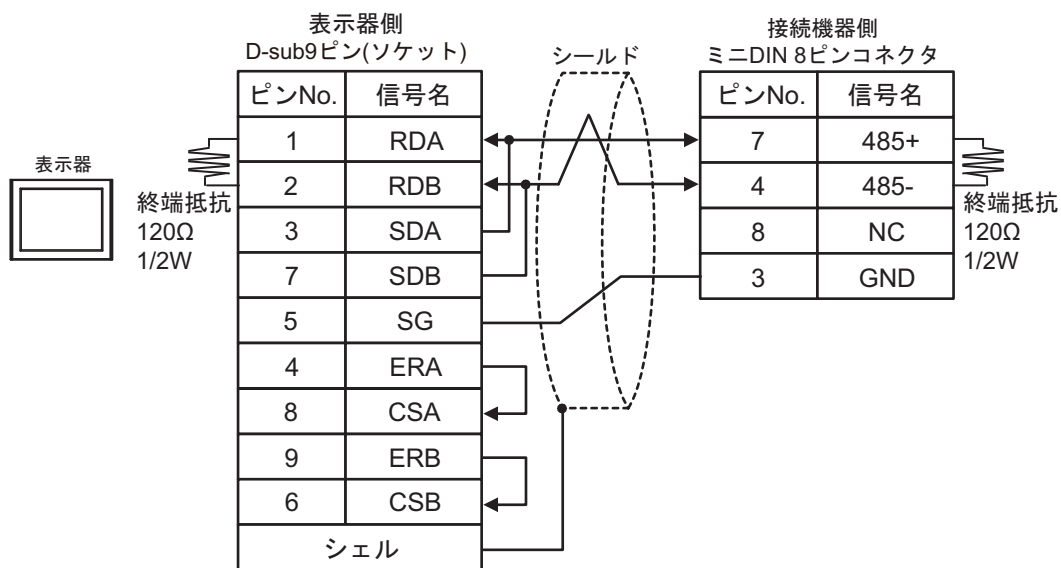 表示器側
D-sub9ピン(ソケット)
シールド
接続機器側
ミニDIN 8ピンコネクタ
ピンNo. 信号名
1 RDA
2 RDB
3 SDA
7 SDB
5 SG
4 ERA
8 CSA
9 ERB
6 CSB
シェル
表示器
終端抵抗
120Ω
1/2W
ピンNo. 信号名
7 485+
4 485-
8 NC
3 GND
終端抵抗
120Ω
1/2W